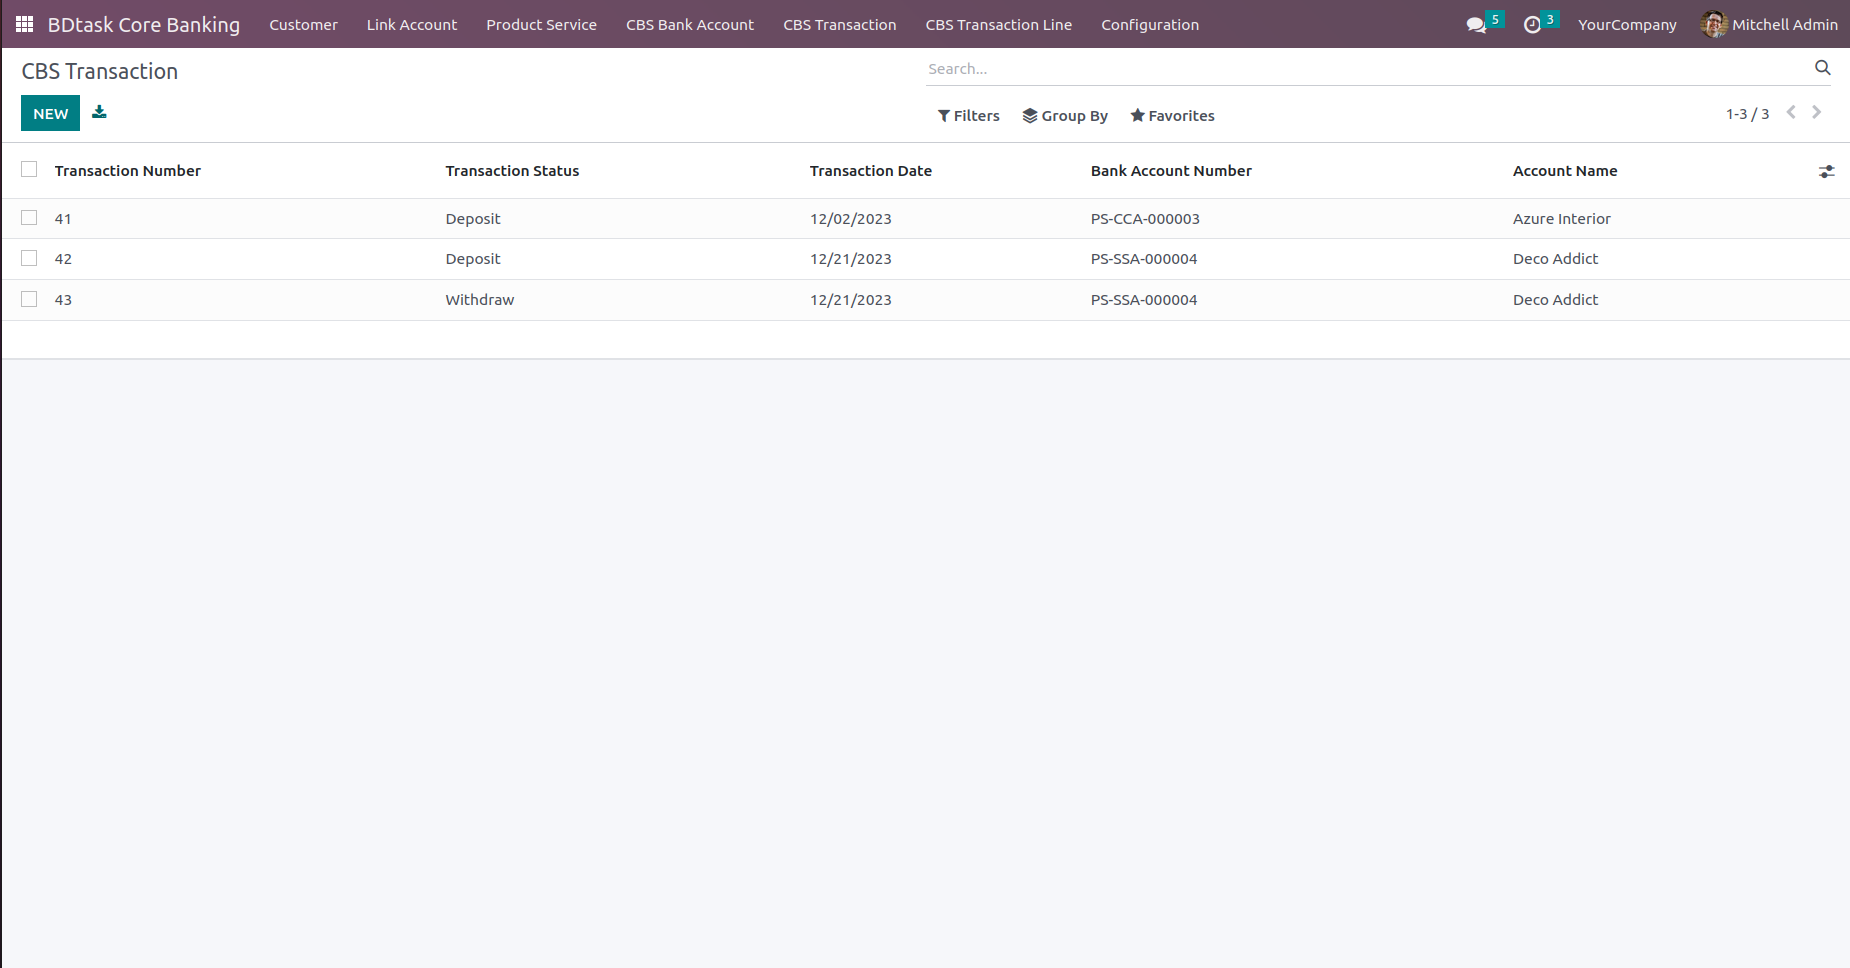 BDtask Core Banking Customer Link Account Product Service CBS Bank Account CBS Transaction CBS Transaction Line Configuration 5 3 YourCompany Mitchell Admin
CBS Transaction Search...
NEW Filters Group By Favorites 1-3 / 3
Transaction Number Transaction Status Transaction Date Bank Account Number Account Name
41 Deposit 12/02/2023 PS-CCA-000003 Azure Interior
42 Deposit 12/21/2023 PS-SSA-000004 Deco Addict
43 Withdraw 12/21/2023 PS-SSA-000004 Deco Addict